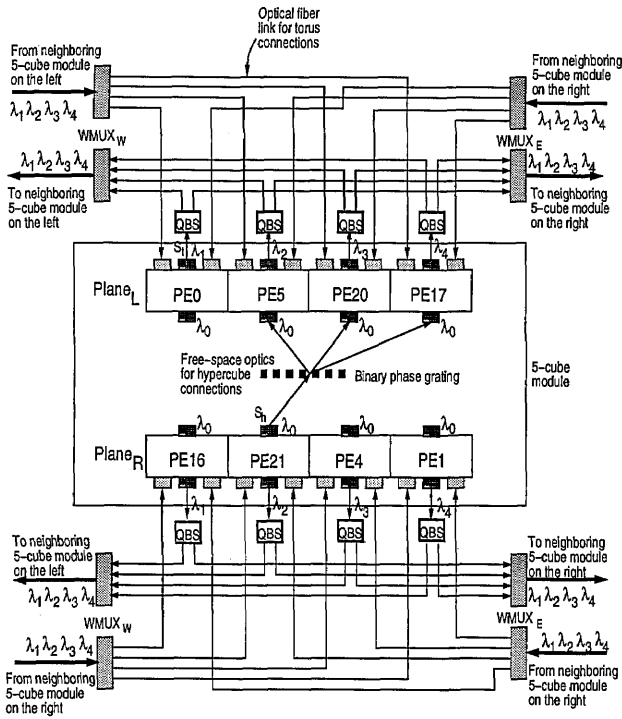 Optical fiber
link for torus
connections
From neighboring
5-cube module
on the left
λ1 λ2 λ3 λ4
From neighboring
5-cube module
on the right
λ1 λ2 λ3 λ4
WMUXW
WMUXE
λ1 λ2 λ3 λ4
To neighboring
5-cube module
on the left
λ1 λ2 λ3 λ4
To neighboring
5-cube module
on the right
QBS QBS QBS QBS
Sl λ1 λ2 λ3 λ4
PlaneL
PE0 PE5 PE20 PE17
λ0 λ0 λ0 λ0
Free-space optics
for hypercube
connections
Binary phase grating
5-cube
module
Sh
λ0 λ0 λ0 λ0
PlaneR
PE16 PE21 PE4 PE1
λ1 λ2 λ3 λ4
QBS QBS QBS QBS
To neighboring
5-cube module
on the left
λ1 λ2 λ3 λ4
To neighboring
5-cube module
on the right
λ1 λ2 λ3 λ4
WMUXW
WMUXE
λ1 λ2 λ3 λ4
From neighboring
5-cube module
on the right
λ1 λ2 λ3 λ4
From neighboring
5-cube module
on the right